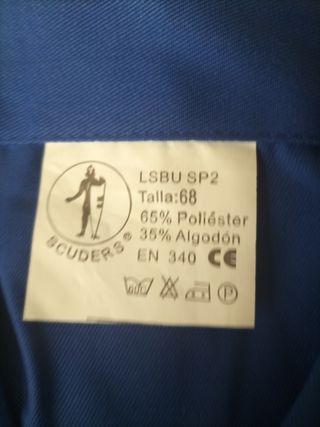 LSBU SP2
Talla:68
65% Poliéster
35% Algodón
EN 340 CE
SCUDERS®
P